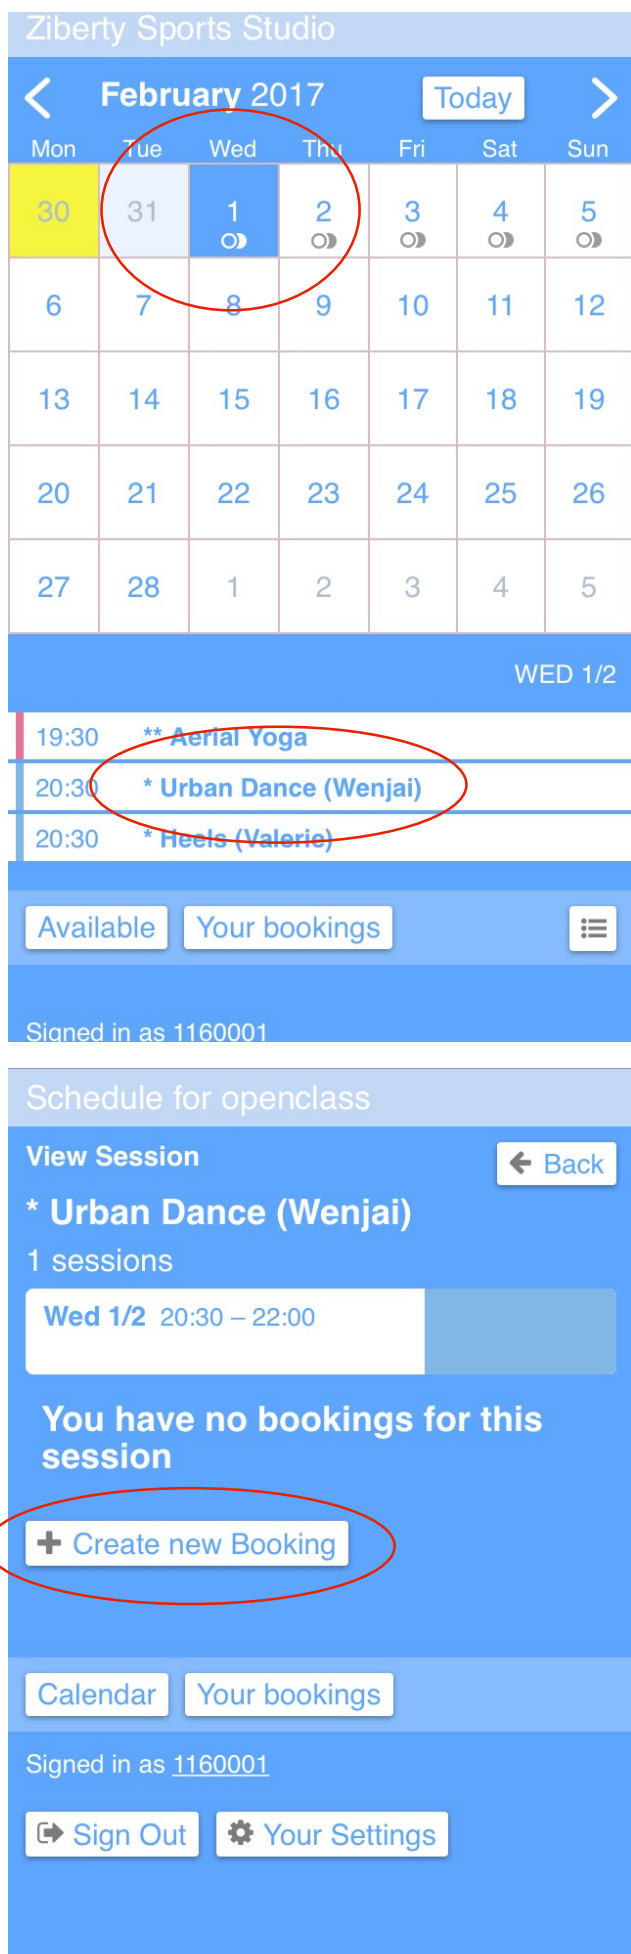 Ziberty Sports Studio
February 2017 Today
Mon Tue Wed Thu Fri Sat Sun
30 31 1 2 3 4 5
6 7 8 9 10 11 12
13 14 15 16 17 18 19
20 21 22 23 24 25 26
27 28 1 2 3 4 5
WED 1/2
19:30 ** Aerial Yoga
20:30 * Urban Dance (Wenjai)
20:30 * Heels (Valerie)
Available Your bookings
Signed in as 1160001
Schedule for openclass
View Session Back
* Urban Dance (Wenjai)
1 sessions
Wed 1/2 20:30 – 22:00
You have no bookings for this
session
Create new Booking
Calendar Your bookings
Signed in as 1160001
Sign Out Your Settings